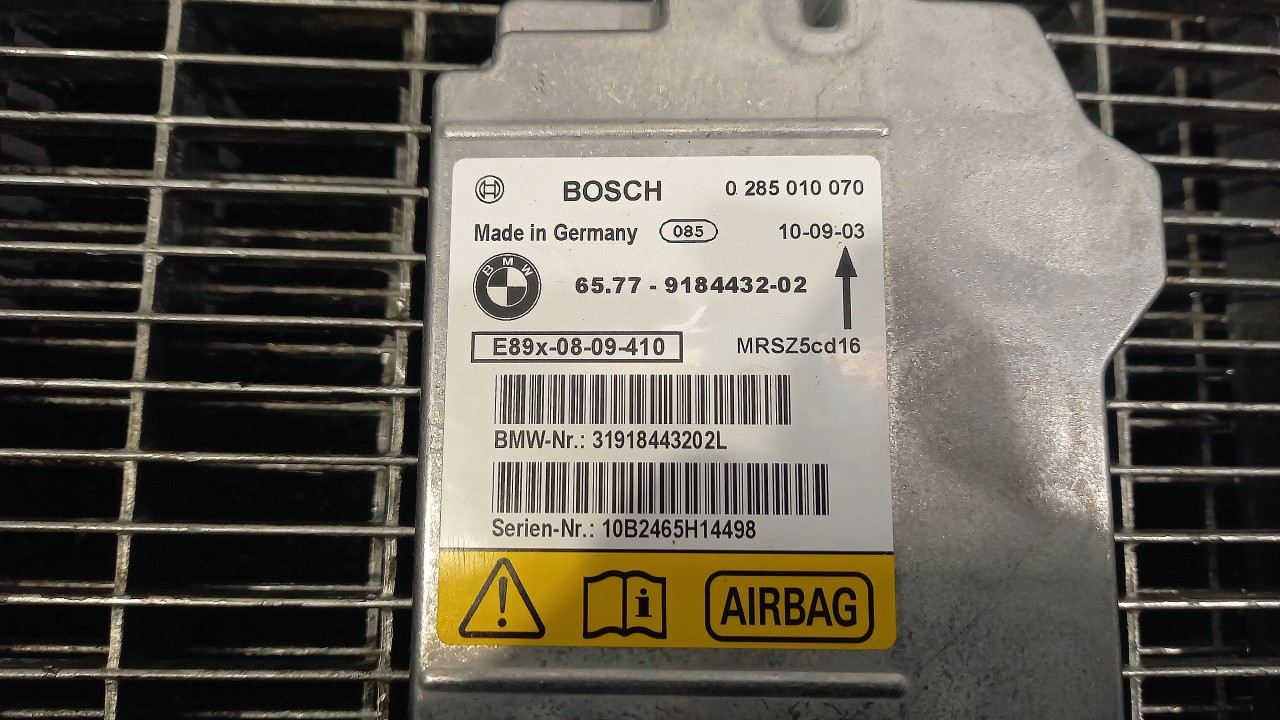 BOSCH 0 285 010 070
Made in Germany 085 10-09-03
BMW 65.77 - 9184432-02
E89x-08-09-410 MRSZ5cd16
BMW-Nr.: 31918443202L
Serien-Nr.: 10B2465H14498
AIRBAG